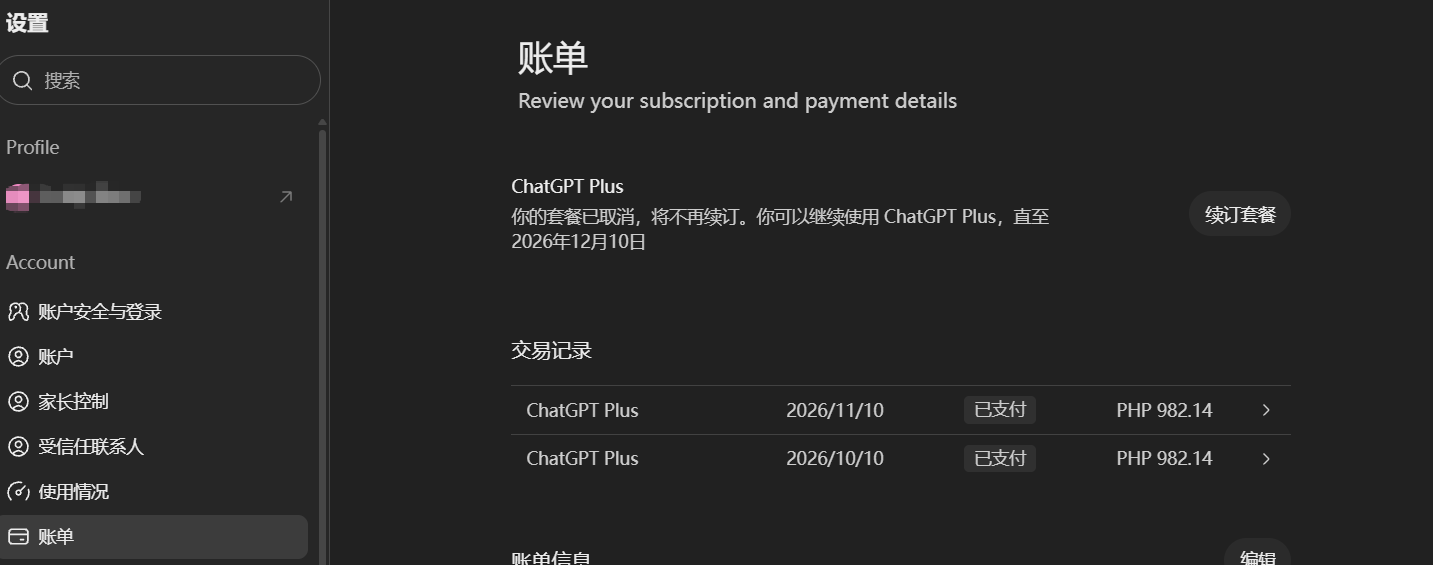 设置
搜索
Profile
Account
账户安全与登录
账户
家长控制
受信任联系人
使用情况
账单
账单
Review your subscription and payment details
ChatGPT Plus
你的套餐已取消，将不再续订。你可以继续使用 ChatGPT Plus，直至
2026年12月10日
续订套餐
交易记录
ChatGPT Plus 2026/11/10 已支付 PHP 982.14
ChatGPT Plus 2026/10/10 已支付 PHP 982.14
账单信息 编辑